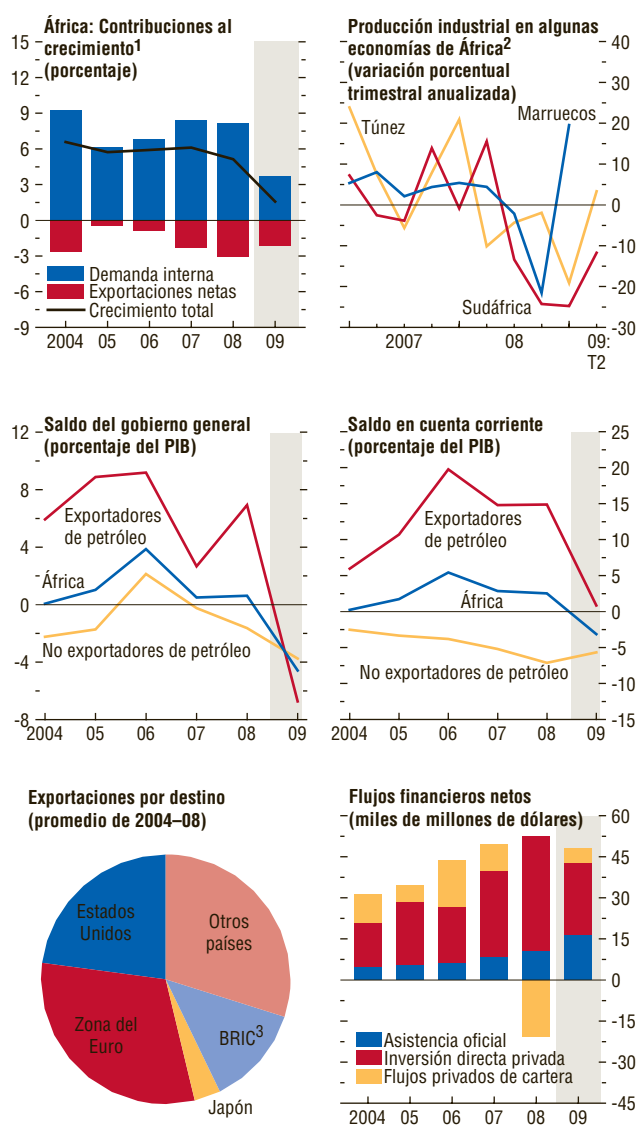 África: Contribuciones al
crecimiento1
(porcentaje)
15
12
9
6
3
0
-3
-6
-9
Demanda interna
Exportaciones netas
Crecimiento total
2004 05 06 07 08 09
Producción industrial en algunas
economías de África2
(variación porcentual
trimestral anualizada)
40
30
20
10
0
-10
-20
-30
Túnez
Marruecos
Sudáfrica
2007 08 09:
T2
Saldo del gobierno general
(porcentaje del PIB)
12
8
4
0
-4
-8
Exportadores
de petróleo
África
No exportadores de petróleo
2004 05 06 07 08 09
Saldo en cuenta corriente
(porcentaje del PIB)
25
20
15
10
5
0
-5
-10
-15
Exportadores
de petróleo
África
No exportadores de petróleo
2004 05 06 07 08 09
Exportaciones por destino
(promedio de 2004–08)
Estados
Unidos
Otros
países
Zona del
Euro
BRIC3
Japón
Flujos financieros netos
(miles de millones de dólares)
60
45
30
15
0
-15
-30
-45
Asistencia oficial
Inversión directa privada
Flujos privados de cartera
2004 05 06 07 08 09